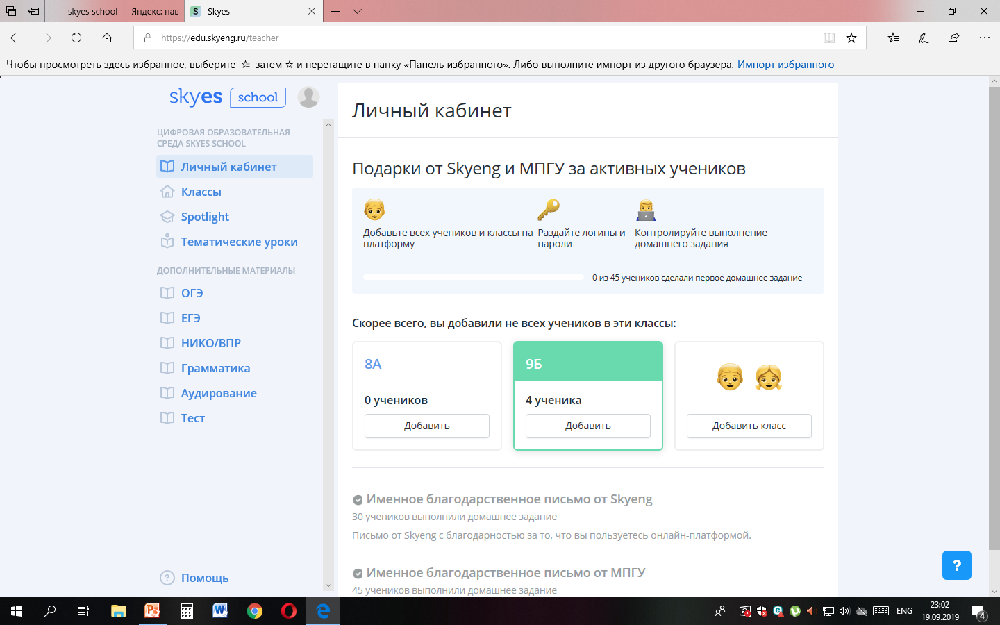 skyes school — Яндекс: наш
S Skyes
https://edu.skyeng.ru/teacher
Чтобы просмотреть здесь избранное, выберите затем и перетащите в папку «Панель избранного». Либо выполните импорт из другого браузера. Импорт избранного
skyes school
ЦИФРОВАЯ ОБРАЗОВАТЕЛЬНАЯ
СРЕДА SKYES SCHOOL
Личный кабинет
Классы
Spotlight
Тематические уроки
ДОПОЛНИТЕЛЬНЫЕ МАТЕРИАЛЫ
ОГЭ
ЕГЭ
НИКО/ВПР
Грамматика
Аудирование
Тест
? Помощь
Личный кабинет
Подарки от Skyeng и МПГУ за активных учеников
Добавьте всех учеников и классы на
платформу
Раздайте логины и
пароли
Контролируйте выполнение
домашнего задания
0 из 45 учеников сделали первое домашнее задание
Скорее всего, вы добавили не всех учеников в эти классы:
8А
0 учеников
Добавить
9Б
4 ученика
Добавить
Добавить класс
Именное благодарственное письмо от Skyeng
30 учеников выполнили домашнее задание
Письмо от Skyeng с благодарностью за то, что вы пользуетесь онлайн-платформой.
Именное благодарственное письмо от МПГУ
45 учеников выполнили домашнее задание
?
ENG
23:02
19.09.2019
4